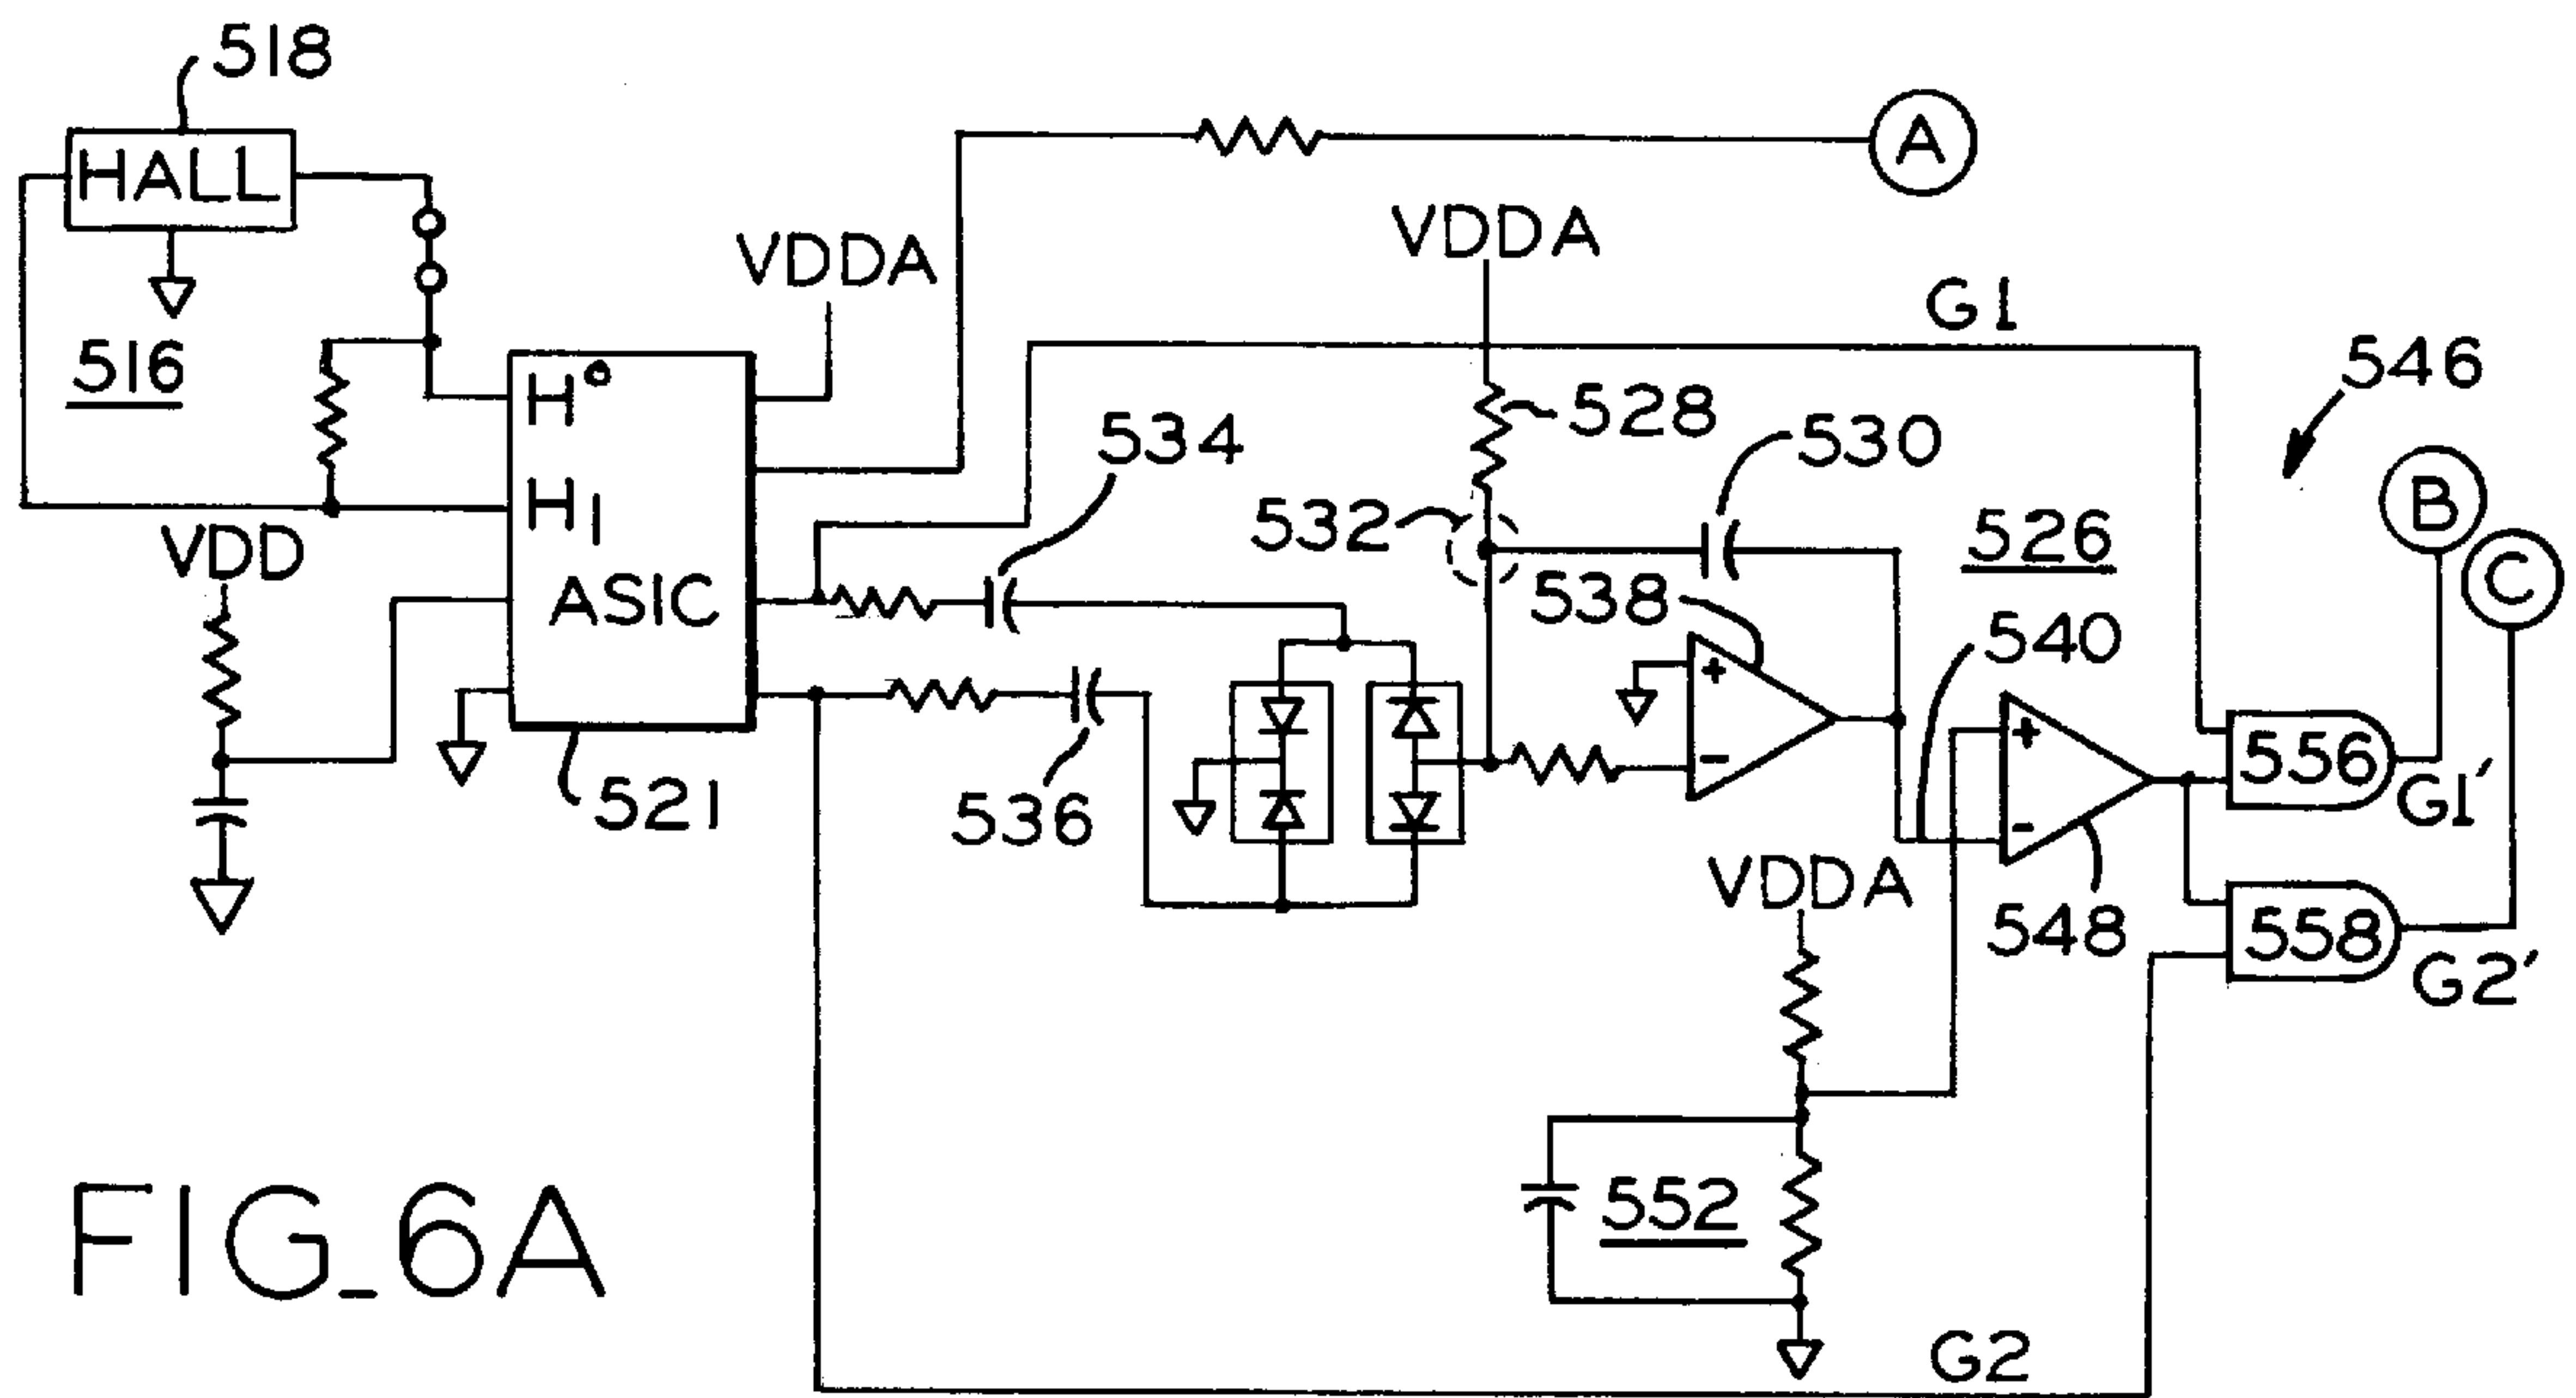 518
HALL
A
VDDA
VDDA
G1
546
516
H°
528
534
530
B
532
H1
526
C
VDD
538
ASIC
540
556
G1'
521
536
VDDA
548
558
G2'
552
FIG_6A
G2
+
-
+
-